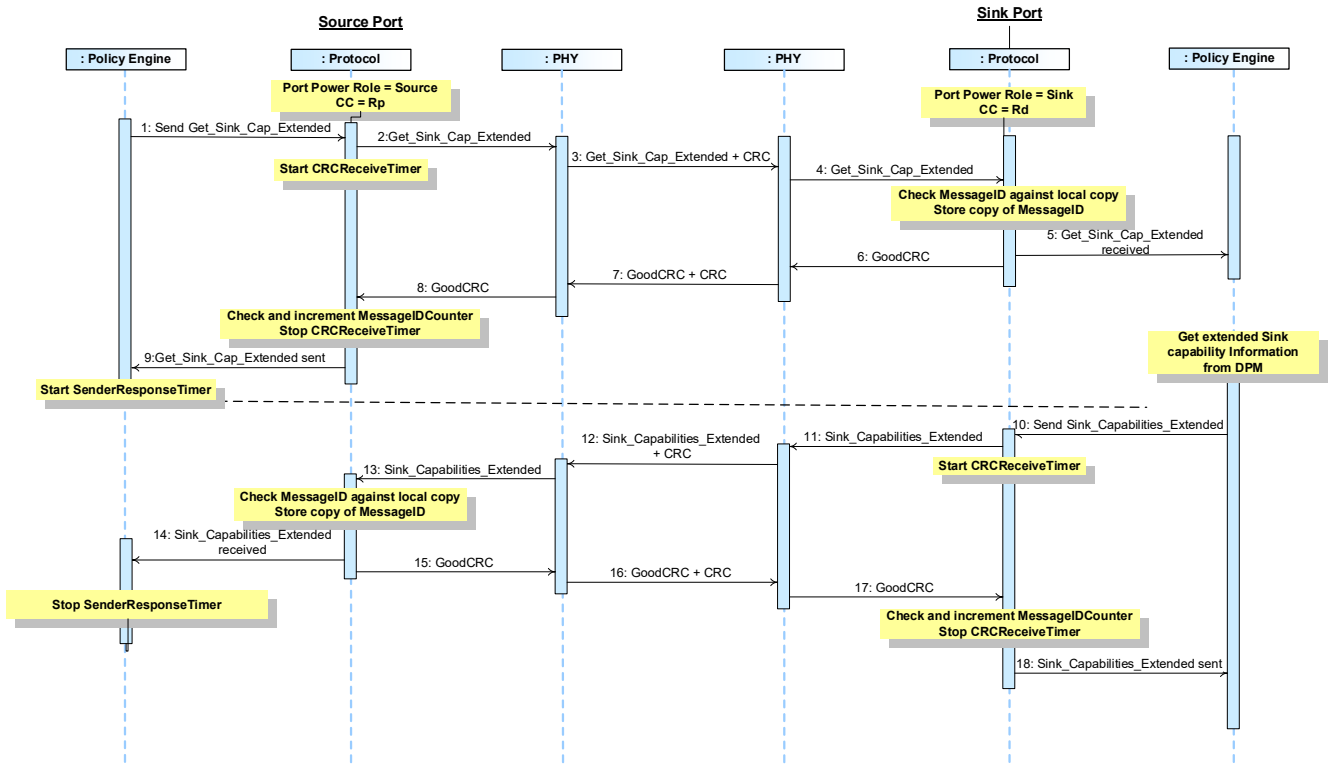 Source Port
Sink Port
: Policy Engine
: Protocol
: PHY
: PHY
: Protocol
: Policy Engine
Port Power Role = Source
CC = Rp
Port Power Role = Sink
CC = Rd
1: Send Get_Sink_Cap_Extended
2:Get_Sink_Cap_Extended
Start CRCReceiveTimer
3: Get_Sink_Cap_Extended + CRC
4: Get_Sink_Cap_Extended
Check MessageID against local copy
Store copy of MessageID
5: Get_Sink_Cap_Extended
received
6: GoodCRC
7: GoodCRC + CRC
8: GoodCRC
Check and increment MessageIDCounter
Stop CRCReceiveTimer
9:Get_Sink_Cap_Extended sent
Start SenderResponseTimer
Get extended Sink
capability Information
from DPM
10: Send Sink_Capabilities_Extended
11: Sink_Capabilities_Extended
Start CRCReceiveTimer
12: Sink_Capabilities_Extended
+ CRC
13: Sink_Capabilities_Extended
Check MessageID against local copy
Store copy of MessageID
14: Sink_Capabilities_Extended
received
15: GoodCRC
16: GoodCRC + CRC
17: GoodCRC
Stop SenderResponseTimer
Check and increment MessageIDCounter
Stop CRCReceiveTimer
18: Sink_Capabilities_Extended sent